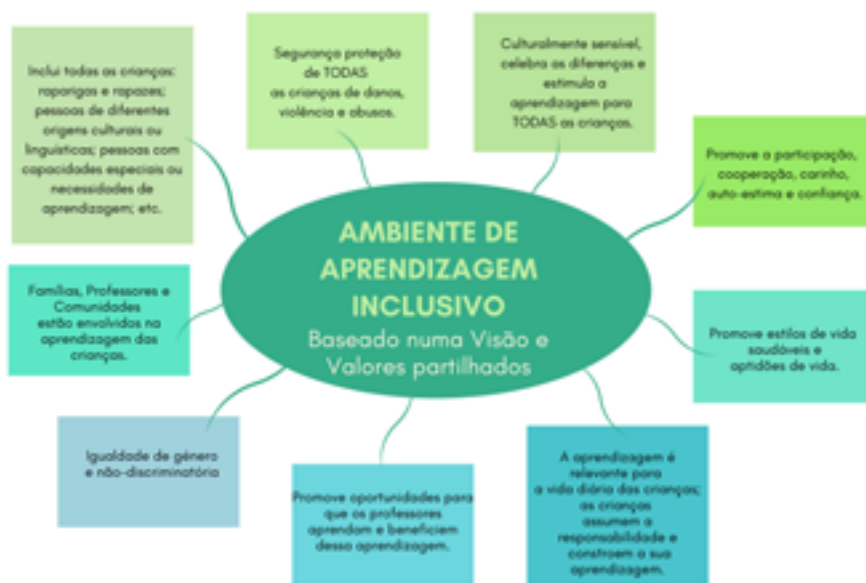 Inclui todas as crianças:
raparigas e rapazes;
pessoas de diferentes
origens culturais ou
linguísticas; pessoas com
capacidades especiais ou
necessidades de
aprendizagem; etc.
Segurança proteção
de TODAS
as crianças de danos,
violência e abusos.
Culturalmente sensível,
celebra as diferenças e
estimula a
aprendizagem para
TODAS as crianças.
Promove a participação,
cooperação, carinho,
auto-estima e confiança.
AMBIENTE DE
APRENDIZAGEM
INCLUSIVO
Baseado numa Visão e
Valores partilhados
Famílias, Professores e
Comunidades
estão envolvidos na
aprendizagem das
crianças.
Promove estilos de vida
saudáveis e
aptidões de vida.
Igualdade de género
e não-discriminatória
Promove oportunidades para
que os professores
aprendam e beneficiem
dessa aprendizagem.
A aprendizagem é
relevante para
a vida diária das crianças;
as crianças
assumem a
responsabilidade e
constroem a sua
aprendizagem.